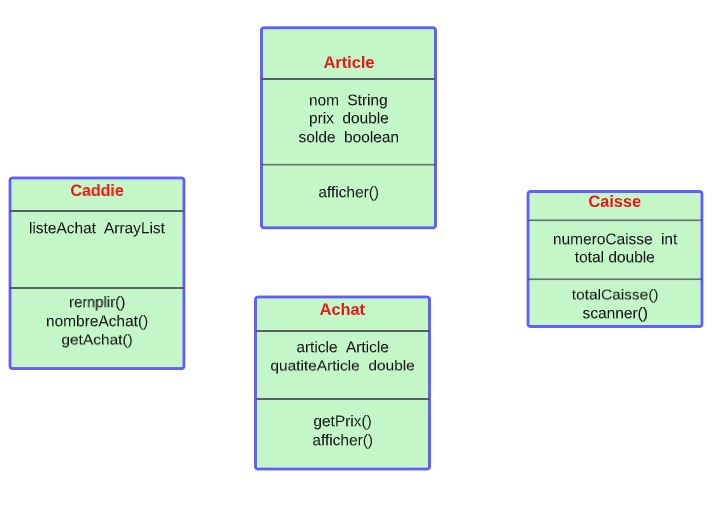 Article
nom String
prix double
solde boolean
afficher()
Caddie
listeAchat ArrayList
remplir()
nombreAchat()
getAchat()
Caisse
numeroCaisse int
total double
totalCaisse()
scanner()
Achat
article Article
quatiteArticle double
getPrix()
afficher()